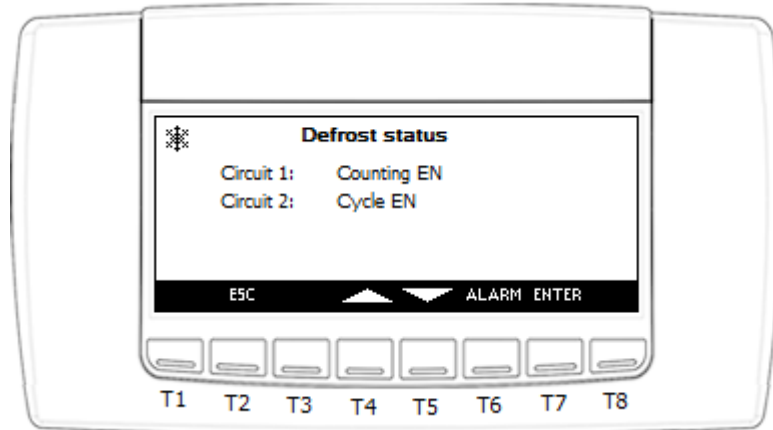 Defrost status
Circuit 1: Counting EN
Circuit 2: Cycle EN
ESC ALARM ENTER
T1 T2 T3 T4 T5 T6 T7 T8